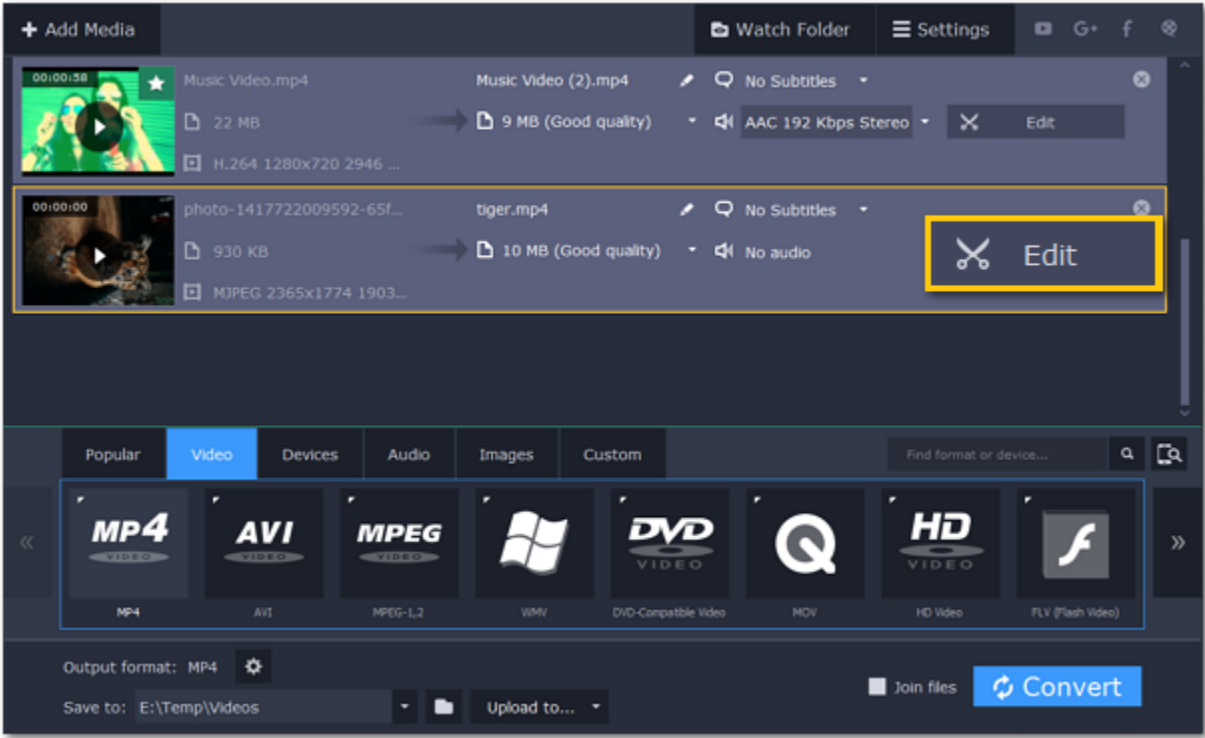 Add Media
Watch Folder
Settings
G+
f
00:00:58
Music Video.mp4
Music Video (2).mp4
No Subtitles
22 MB
9 MB (Good quality)
AAC 192 Kbps Stereo
Edit
H.264 1280x720 2946 ...
00:00:00
photo-1417722009592-65f...
tiger.mp4
No Subtitles
930 KB
10 MB (Good quality)
No audio
Edit
MJPEG 2365x1774 1903...
Popular
Video
Devices
Audio
Images
Custom
Find format or device...
MP4
VIDEO
AVI
VIDEO
MPEG
VIDEO
DVD
VIDEO
HD
VIDEO
MP4
AVI
MPEG-1,2
WMV
DVD-Compatible Video
MOV
HD Video
FLV (Flash Video)
Output format: MP4
Join files
Convert
Save to: E:\Temp\Videos
Upload to...